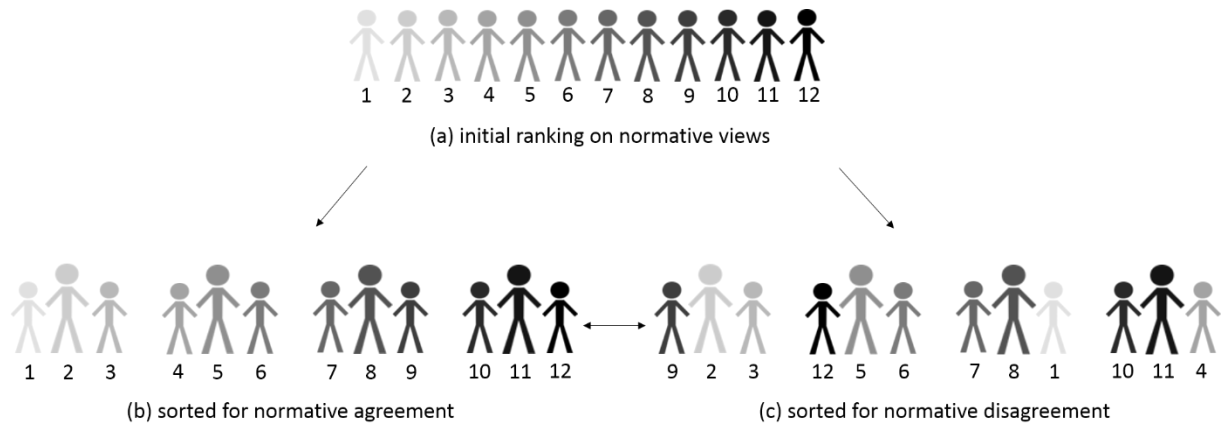 1 2 3 4 5 6 7 8 9 10 11 12
(a) initial ranking on normative views
1 2 3 4 5 6 7 8 9 10 11 12
(b) sorted for normative agreement
9 2 3 12 5 6 7 8 1 10 11 4
(c) sorted for normative disagreement